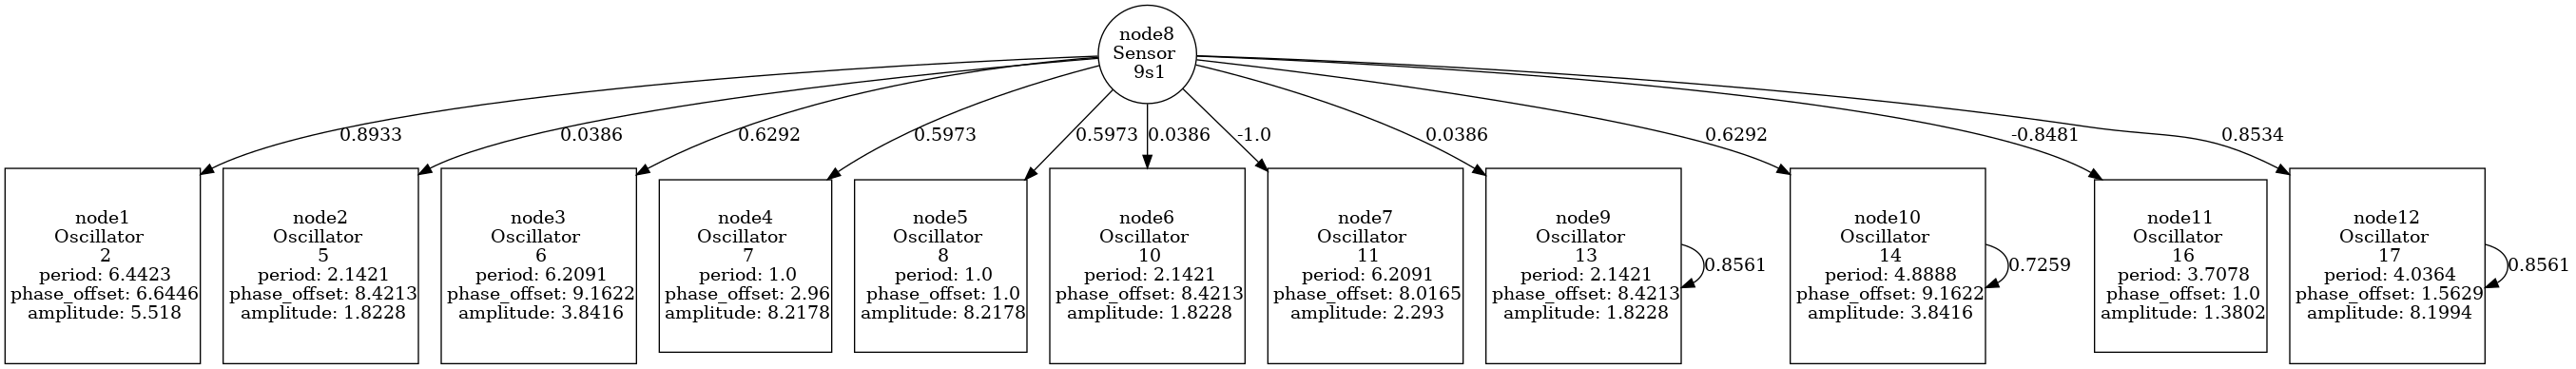 node8
Sensor
9s1
0.8933
0.0386
0.6292
0.5973
0.5973
0.0386
-1.0
0.0386
0.6292
-0.8481
0.8534
node1
Oscillator
2
period: 6.4423
phase_offset: 6.6446
amplitude: 5.518
node2
Oscillator
5
period: 2.1421
phase_offset: 8.4213
amplitude: 1.8228
node3
Oscillator
6
period: 6.2091
phase_offset: 9.1622
amplitude: 3.8416
node4
Oscillator
7
period: 1.0
phase_offset: 2.96
amplitude: 8.2178
node5
Oscillator
8
period: 1.0
phase_offset: 1.0
amplitude: 8.2178
node6
Oscillator
10
period: 2.1421
phase_offset: 8.4213
amplitude: 1.8228
node7
Oscillator
11
period: 6.2091
phase_offset: 8.0165
amplitude: 2.293
node9
Oscillator
13
period: 2.1421
phase_offset: 8.4213
amplitude: 1.8228
0.8561
node10
Oscillator
14
period: 4.8888
phase_offset: 9.1622
amplitude: 3.8416
0.7259
node11
Oscillator
16
period: 3.7078
phase_offset: 1.0
amplitude: 1.3802
node12
Oscillator
17
period: 4.0364
phase_offset: 1.5629
amplitude: 8.1994
0.8561